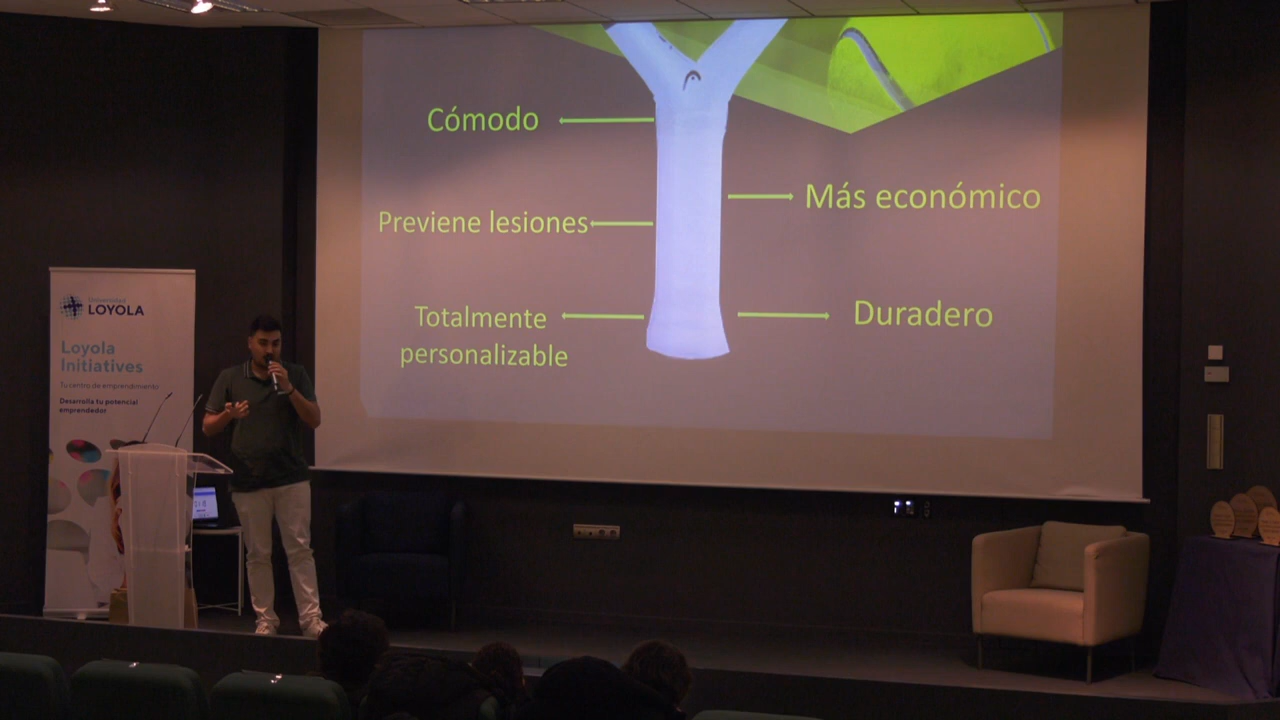 Cómodo
Más económico
Previene lesiones
Totalmente
personalizable
Duradero
Universidad
LOYOLA
Loyola
Initiatives
Tu centro de emprendimiento
Desarrolla tu potencial
emprendedor